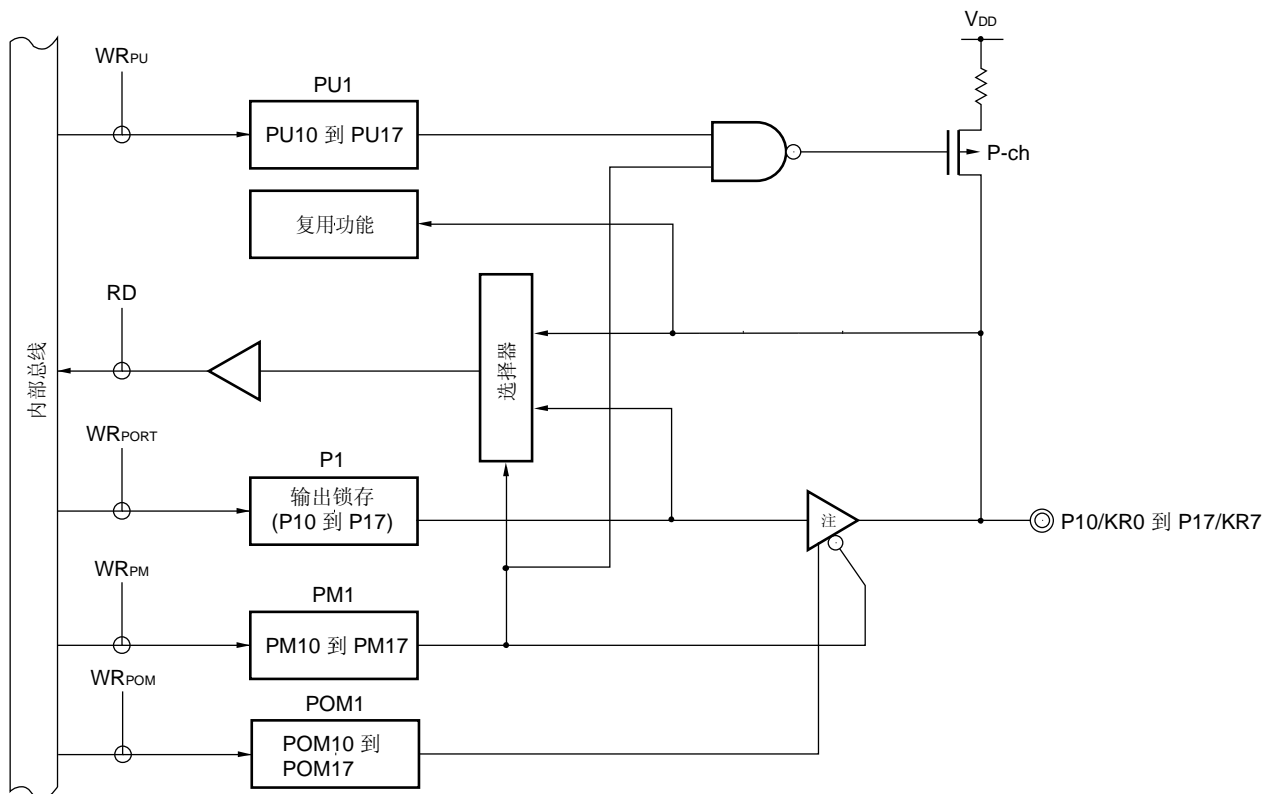 VDD
WRPU
PU1
PU10 到 PU17
P-ch
复用功能
RD
内部总线
选择器
WRPORT
P1
输出锁存
(P10 到 P17)
注
P10/KR0 到 P17/KR7
WRPM
PM1
PM10 到 PM17
WRPOM
POM1
POM10 到
POM17